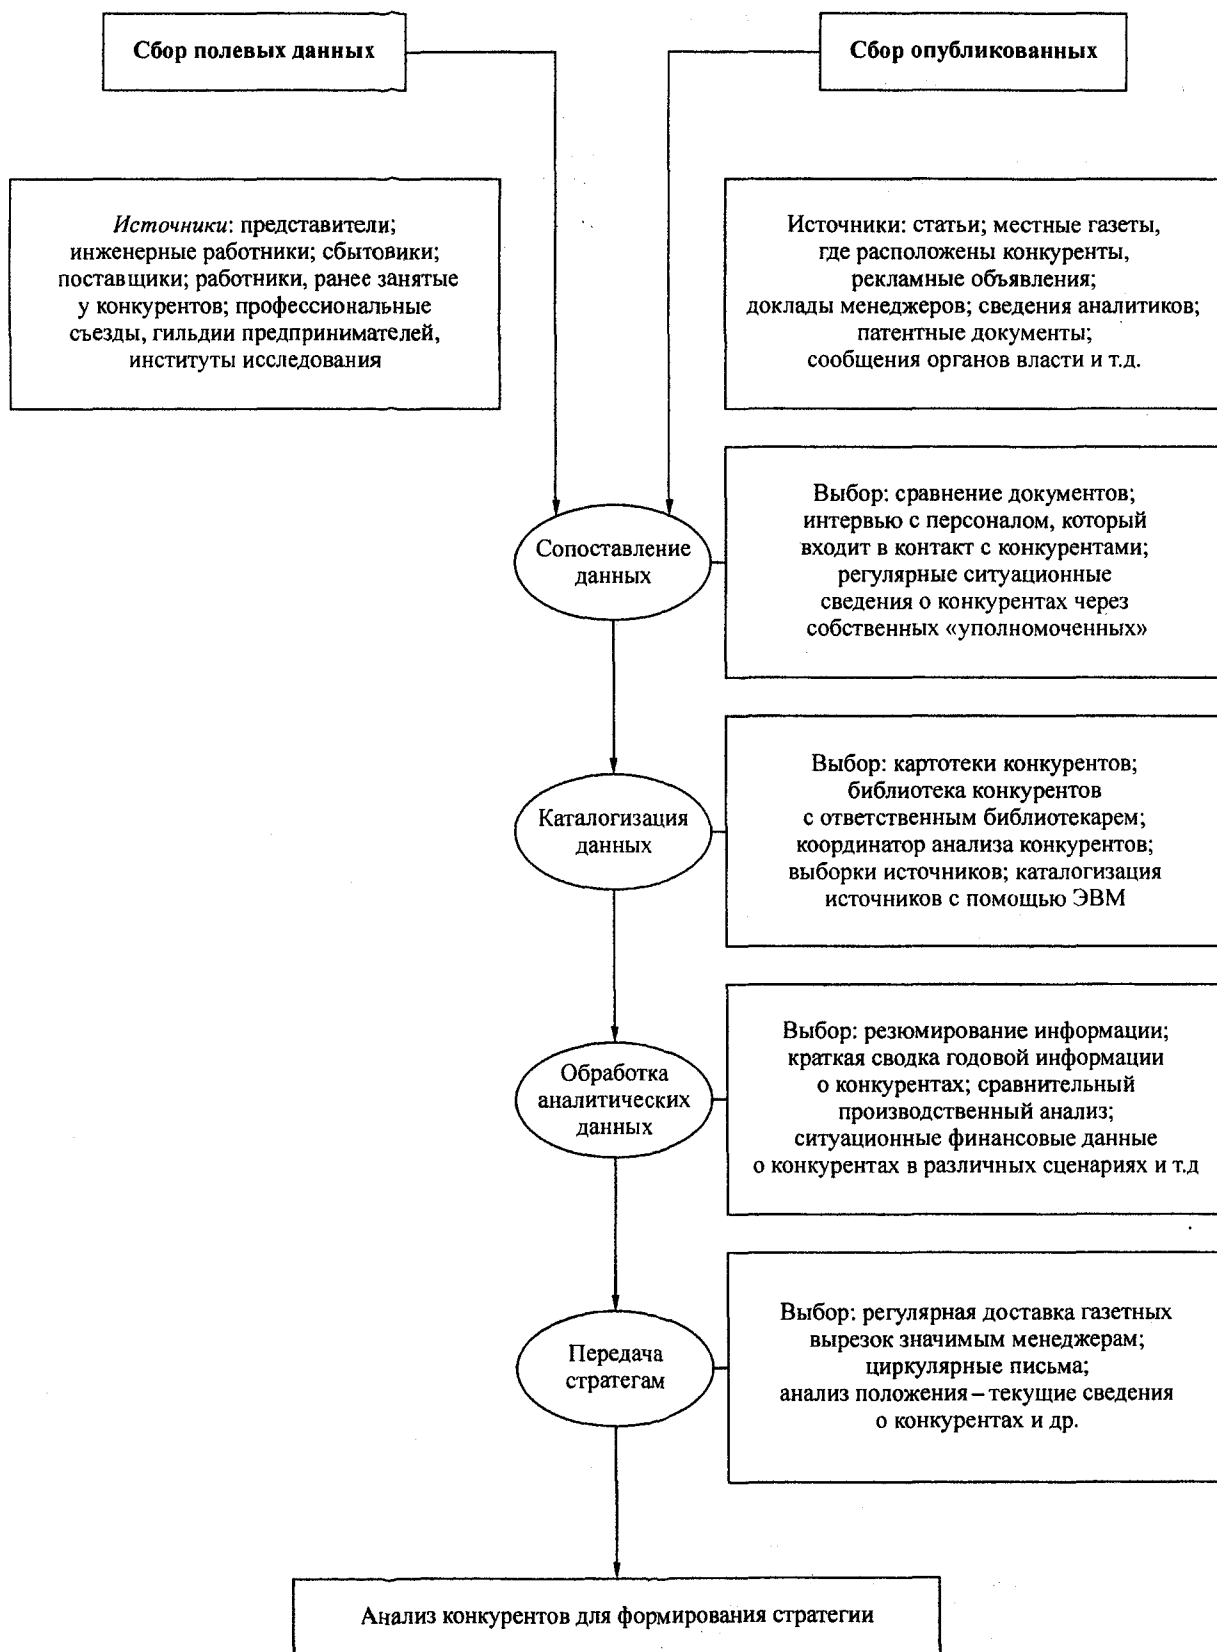 Сбор полевых данных
Сбор опубликованных
Источники: представители;
инженерные работники; сбытовики;
поставщики; работники, ранее занятые
у конкурентов; профессиональные
съезды, гильдии предпринимателей,
институты исследования
Источники: статьи; местные газеты,
где расположены конкуренты,
рекламные объявления;
доклады менеджеров; сведения аналитиков;
патентные документы;
сообщения органов власти и т.д.
Сопоставление
данных
Выбор: сравнение документов;
интервью с персоналом, который
входит в контакт с конкурентами;
регулярные ситуационные
сведения о конкурентах через
собственных «уполномоченных»
Каталогизация
данных
Выбор: картотеки конкурентов;
библиотека конкурентов
с ответственным библиотекарем;
координатор анализа конкурентов;
выборки источников; каталогизация
источников с помощью ЭВМ
Обработка
аналитических
данных
Выбор: резюмирование информации;
краткая сводка годовой информации
о конкурентах; сравнительный
производственный анализ;
ситуационные финансовые данные
о конкурентах в различных сценариях и т.д
Передача
стратегам
Выбор: регулярная доставка газетных
вырезок значимым менеджерам;
циркулярные письма;
анализ положения – текущие сведения
о конкурентах и др.
Анализ конкурентов для формирования стратегии